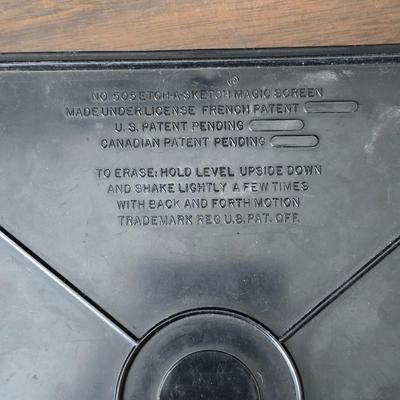 NO. 505 ETCH-A-SKETCH MAGIC SCREEN
MADE UNDER LICENSE FRENCH PATENT
U.S. PATENT PENDING
CANADIAN PATENT PENDING
TO ERASE: HOLD LEVEL UPSIDE DOWN
AND SHAKE LIGHTLY A FEW TIMES
WITH BACK AND FORTH MOTION
TRADEMARK REG U.S. PAT. OFF.